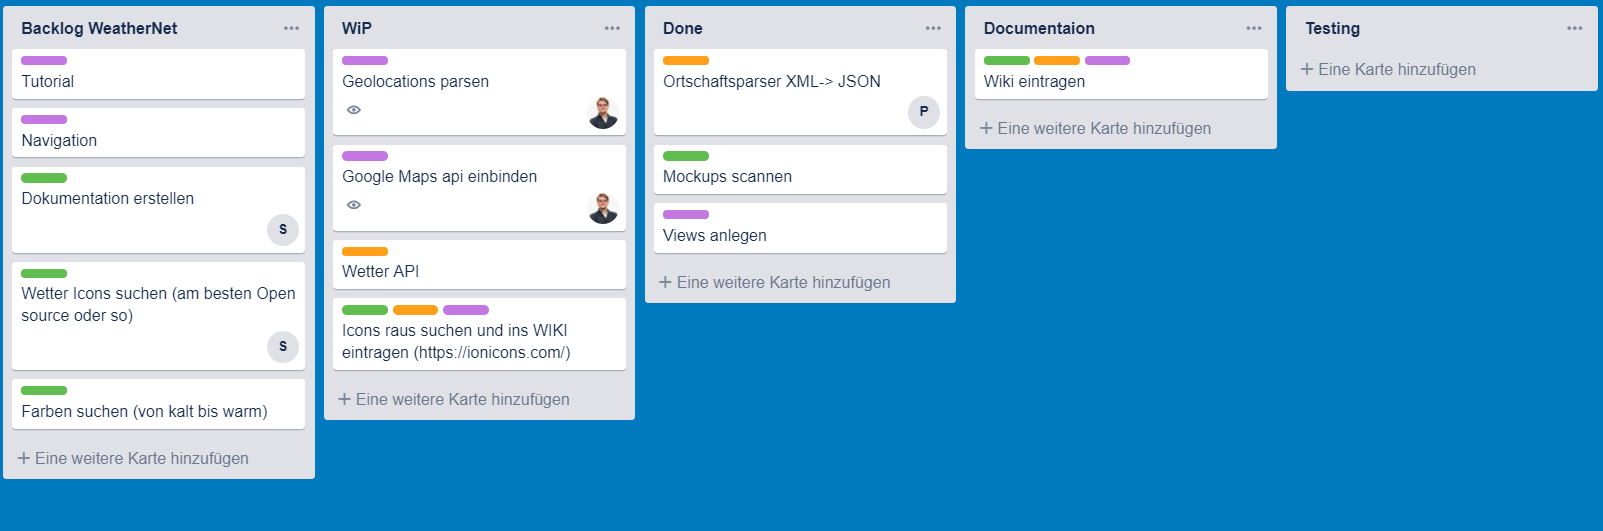 Backlog WeatherNet
Tutorial
Navigation
Dokumentation erstellen
S
Wetter Icons suchen (am besten Open
source oder so)
S
Farben suchen (von kalt bis warm)
+ Eine weitere Karte hinzufügen
WiP
Geolocations parsen
Google Maps api einbinden
Wetter API
Icons raus suchen und ins WIKI
eintragen (https://ionicons.com/)
+ Eine weitere Karte hinzufügen
Done
Ortschaftsparser XML-> JSON
P
Mockups scannen
Views anlegen
+ Eine weitere Karte hinzufügen
Documentaion
Wiki eintragen
+ Eine weitere Karte hinzufügen
Testing
+ Eine Karte hinzufügen